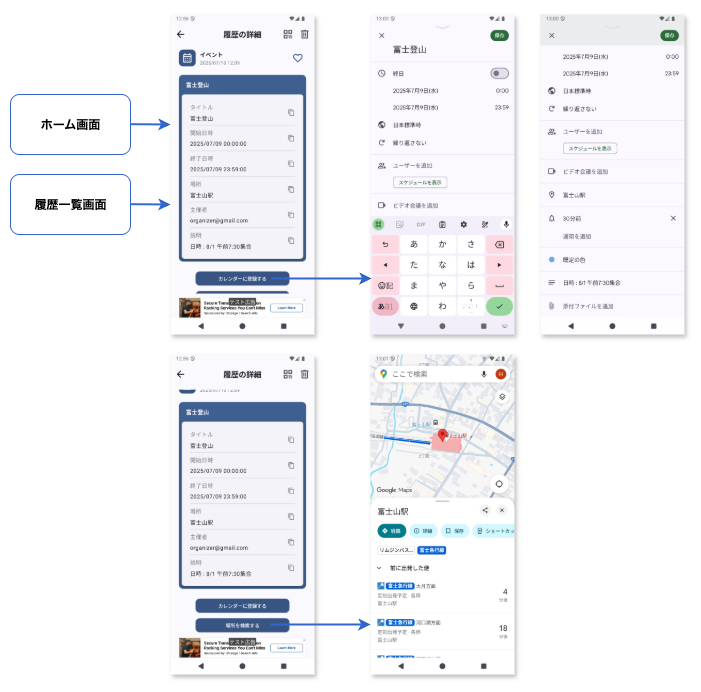 ホーム画面
履歴一覧画面
12:56
履歴の詳細
イベント
2025/07/10 12:09
富士登山
タイトル
富士登山
開始日時
2025/07/09 00:00:00
終了日時
2025/07/09 23:59:00
場所
富士山駅
主催者
organizer@gmail.com
説明
日時 : 8/1 午前7:30集合
カレンダーに登録する
テスト広告
Packing Services You Can't Miss
Sponsored by : Storage / Search ads
Learn More
13:00
保存
富士登山
終日
2025年7月9日(水) 0:00
2025年7月9日(水) 23:59
日本標準時
繰り返さない
ユーザーを追加
スケジュールを表示
ビデオ会議を追加
GIF
あ か さ
た な は
記 ま や ら
あa1 わ
13:00
保存
2025年7月9日(水) 0:00
2025年7月9日(水) 23:59
日本標準時
繰り返さない
ユーザーを追加
スケジュールを表示
ビデオ会議を追加
富士山駅
30分前
通知を追加
既定の色
日時 : 8/1 午前7:30集合
添付ファイルを追加
12:56
履歴の詳細
富士登山
タイトル
富士登山
開始日時
2025/07/09 00:00:00
終了日時
2025/07/09 23:59:00
場所
富士山駅
主催者
organizer@gmail.com
説明
日時 : 8/1 午前7:30集合
カレンダーに登録する
場所を検索する
テスト広告
Packing Services You Can't Miss
Sponsored by : Storage / Search ads
Learn More
13:01
ここで検索
H
富士山駅
Google Maps
富士山駅
経路 詳細 保存 ショートカッ
リムジンバス... 富士急行線
前に出発した便
富士急行線 大月方面
定刻出発予定 · 各停
富士山駅
4
分後
富士急行線 河口湖方面
定刻出発予定 · 各停
富士山駅
18
分後